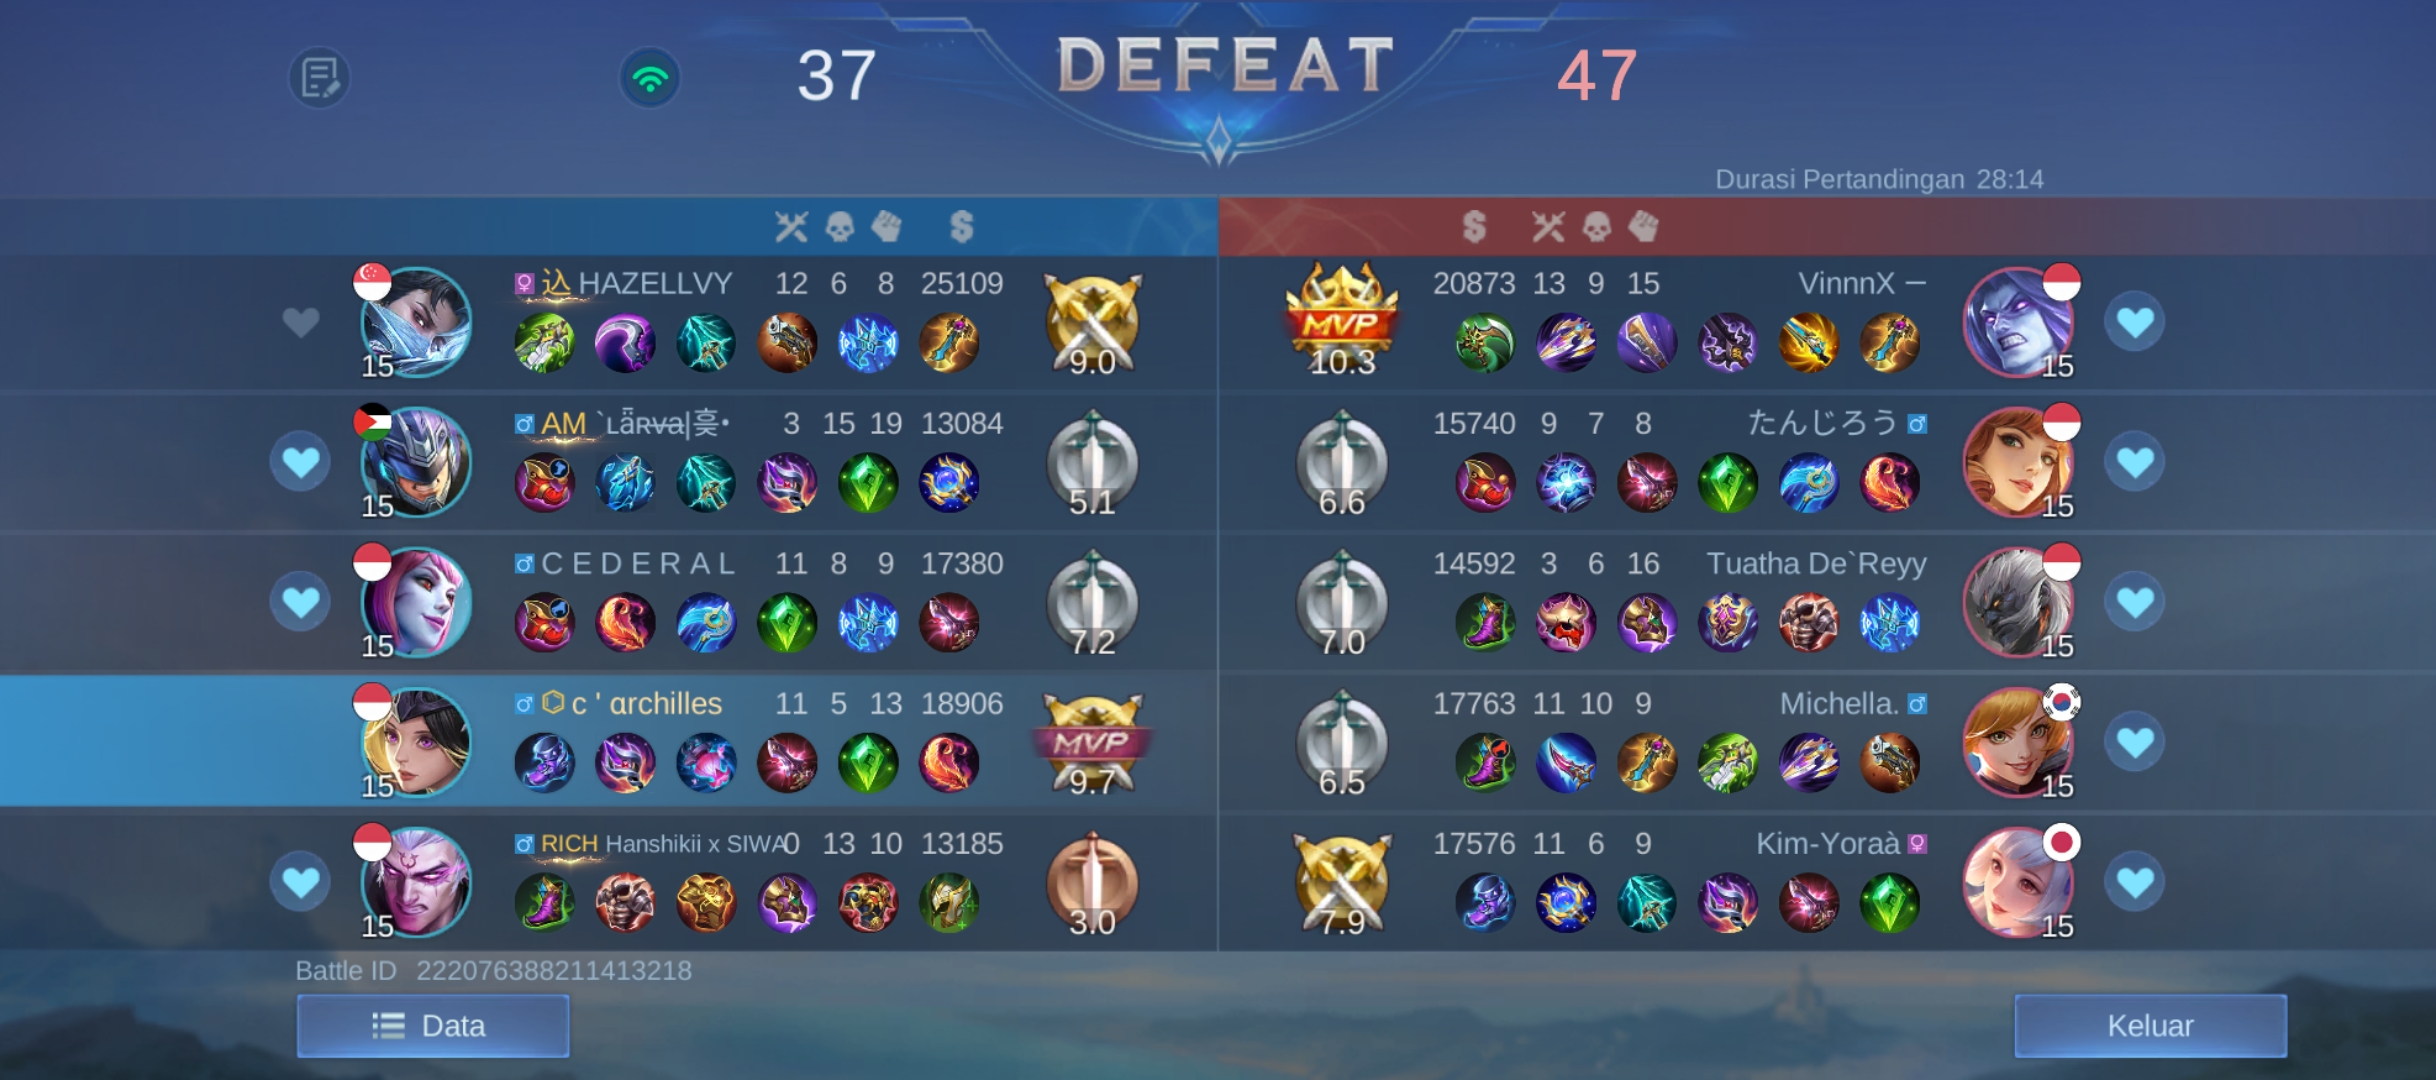 37 DEFEAT 47
Durasi Pertandingan 28:14
込 HAZELLVY 12 6 8 25109 9.0
15
MVP 10.3 20873 13 9 15 VinnnX ー
15
AM 3 15 19 13084 5.1
15
6.6 15740 9 7 8 たんじろう
15
C E D E R A L 11 8 9 17380 7.2
15
7.0 14592 3 6 16 Tuatha De`Reyy
15
c ' αrchilles 11 5 13 18906 MVP 9.7
15
6.5 17763 11 10 9 Michella.
15
RICH Hanshikii x SIWA 0 13 10 13185 3.0
15
7.9 17576 11 6 9 Kim-Yoraà
15
Battle ID 222076388211413218
Data
Keluar